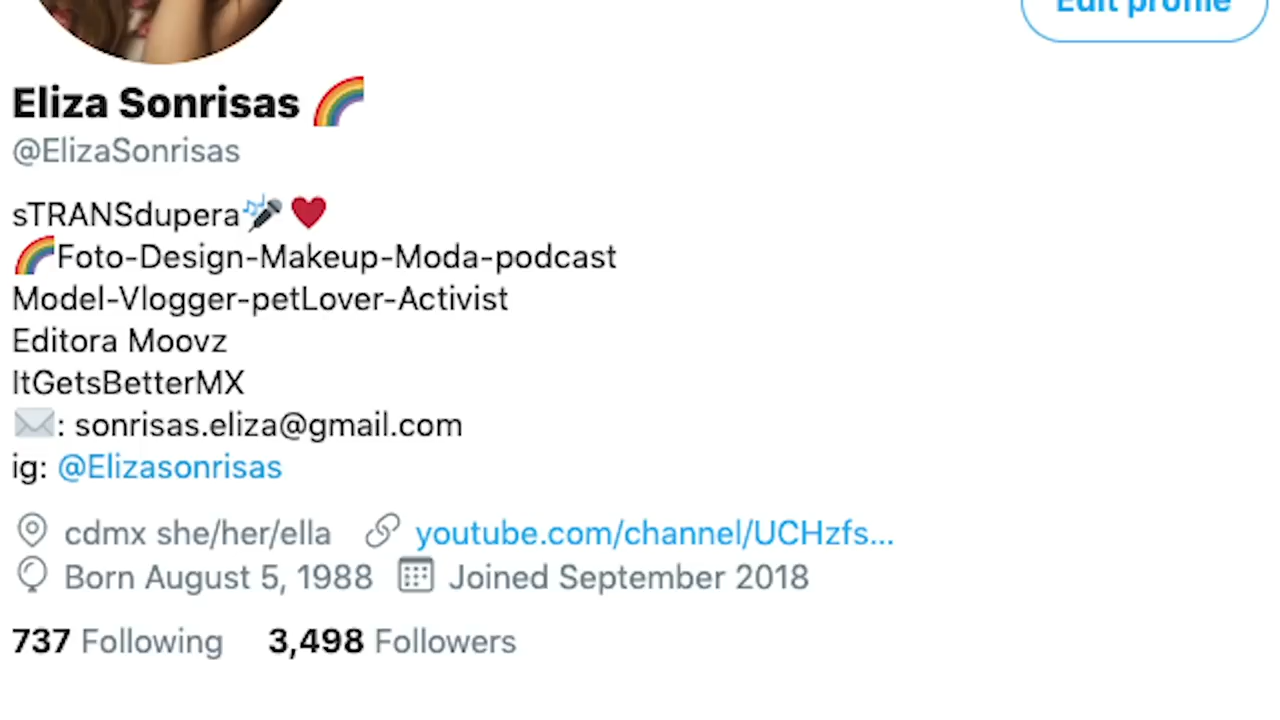 Edit profile
Eliza Sonrisas 🌈
@ElizaSonrisas
sTRANSdupera🎤❤️
🌈Foto-Design-Makeup-Moda-podcast
Model-Vlogger-petLover-Activist
Editora Moovz
ItGetsBetterMX
✉️: sonrisas.eliza@gmail.com
ig: @Elizasonrisas
cdmx she/her/ella youtube.com/channel/UCHzfs...
Born August 5, 1988 Joined September 2018
737 Following 3,498 Followers